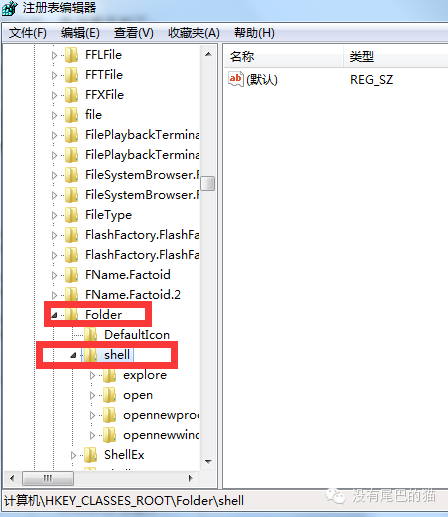 注册表编辑器
文件(F) 编辑(E) 查看(V) 收藏夹(A) 帮助(H)
FFLFile
FFTFile
FFXFile
file
FilePlaybackTermina
FilePlaybackTermina
FileSystemBrowser.F
FileSystemBrowser.F
FileType
FlashFactory.FlashFa
FlashFactory.FlashFa
FName.Factoid
FName.Factoid.2
Folder
DefaultIcon
shell
explore
open
opennewproc
opennewwind
ShellEx
名称 类型
ab (默认) REG_SZ
计算机\HKEY_CLASSES_ROOT\Folder\shell
没有尾巴的猫